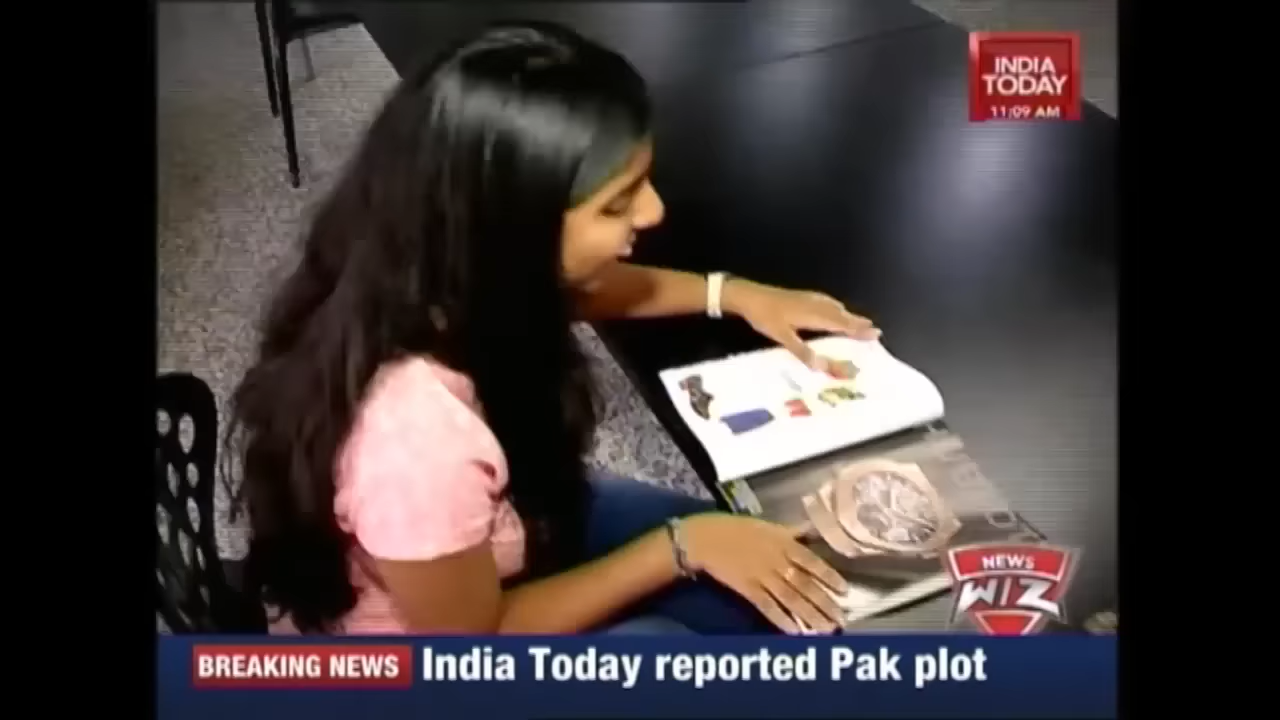 INDIA
TODAY
11:09 AM
NEWS
WIZ
BREAKING NEWS India Today reported Pak plot